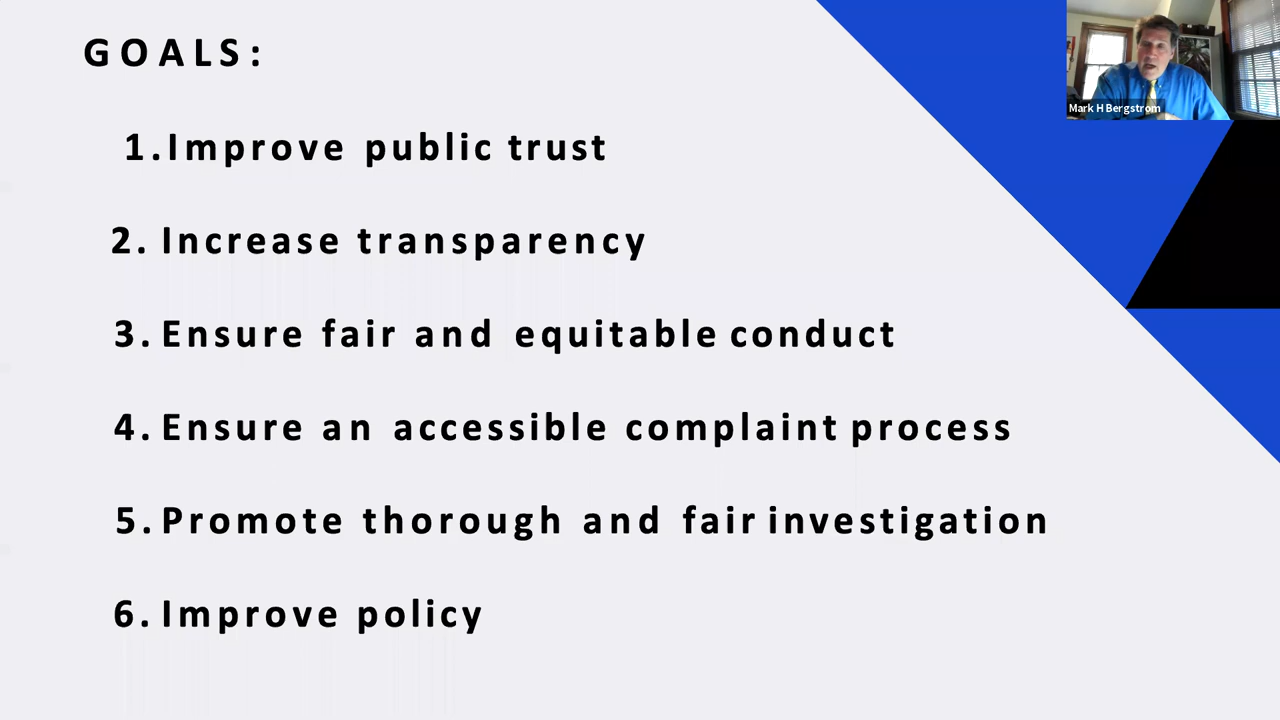 GOALS:
1. Improve public trust
2. Increase transparency
3. Ensure fair and equitable conduct
4. Ensure an accessible complaint process
5. Promote thorough and fair investigation
6. Improve policy
Mark H Bergstrom